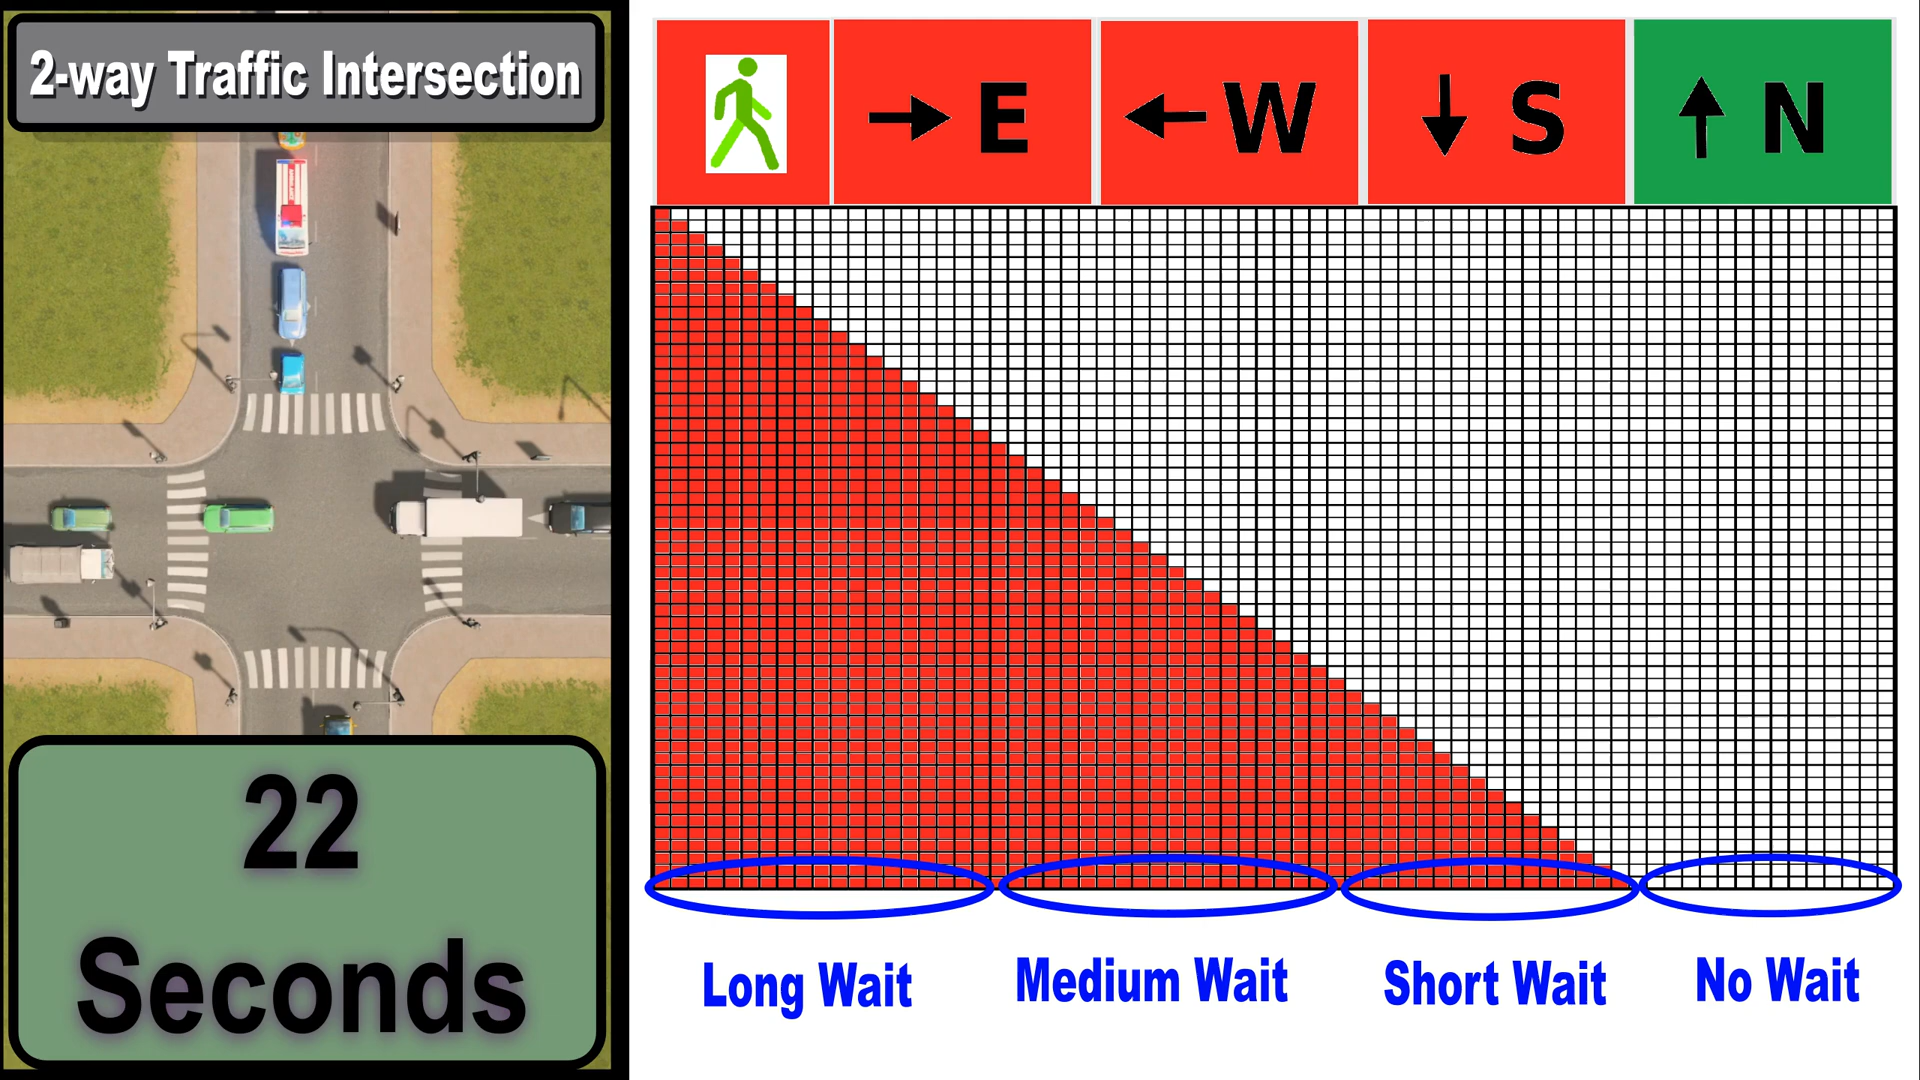 2-way Traffic Intersection
E
W
S
N
22
Seconds
Long Wait
Medium Wait
Short Wait
No Wait